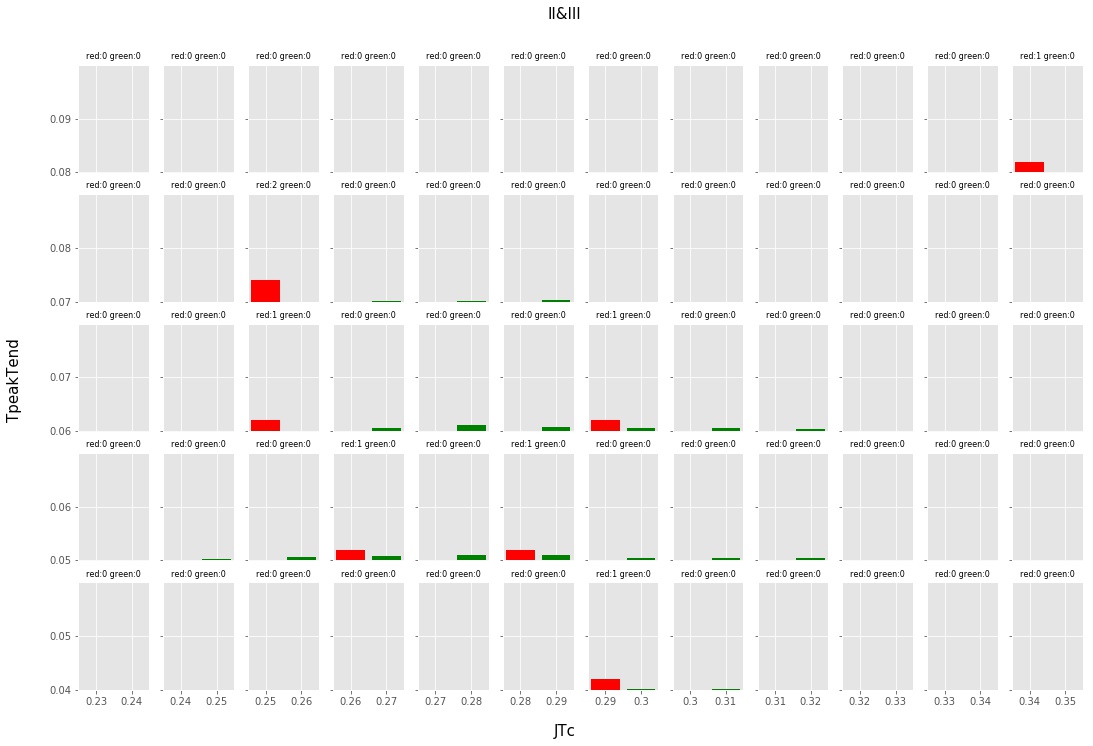 II&III
red:0 green:0 red:0 green:0 red:0 green:0 red:0 green:0 red:0 green:0 red:0 green:0 red:0 green:0 red:0 green:0 red:0 green:0 red:0 green:0 red:0 green:0 red:1 green:0
0.09
0.08
red:0 green:0 red:0 green:0 red:2 green:0 red:0 green:0 red:0 green:0 red:0 green:0 red:0 green:0 red:0 green:0 red:0 green:0 red:0 green:0 red:0 green:0 red:0 green:0
0.08
0.07
red:0 green:0 red:0 green:0 red:1 green:0 red:0 green:0 red:0 green:0 red:0 green:0 red:1 green:0 red:0 green:0 red:0 green:0 red:0 green:0 red:0 green:0 red:0 green:0
0.07
0.06
red:0 green:0 red:0 green:0 red:0 green:0 red:1 green:0 red:0 green:0 red:1 green:0 red:0 green:0 red:0 green:0 red:0 green:0 red:0 green:0 red:0 green:0 red:0 green:0
0.06
0.05
red:0 green:0 red:0 green:0 red:0 green:0 red:0 green:0 red:0 green:0 red:0 green:0 red:1 green:0 red:0 green:0 red:0 green:0 red:0 green:0 red:0 green:0 red:0 green:0
0.05
0.04
0.23 0.24 0.24 0.25 0.25 0.26 0.26 0.27 0.27 0.28 0.28 0.29 0.29 0.3 0.3 0.31 0.31 0.32 0.32 0.33 0.33 0.34 0.34 0.35
TpeakTend
JTc